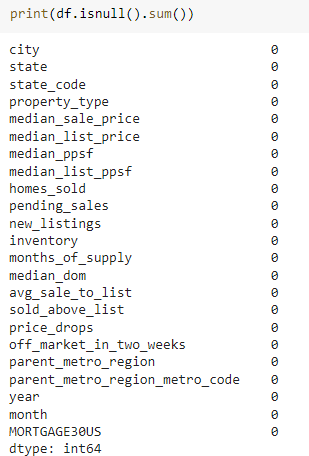 print(df.isnull().sum())
city 0
state 0
state_code 0
property_type 0
median_sale_price 0
median_list_price 0
median_ppsf 0
median_list_ppsf 0
homes_sold 0
pending_sales 0
new_listings 0
inventory 0
months_of_supply 0
median_dom 0
avg_sale_to_list 0
sold_above_list 0
price_drops 0
off_market_in_two_weeks 0
parent_metro_region 0
parent_metro_region_metro_code 0
year 0
month 0
MORTGAGE30US 0
dtype: int64